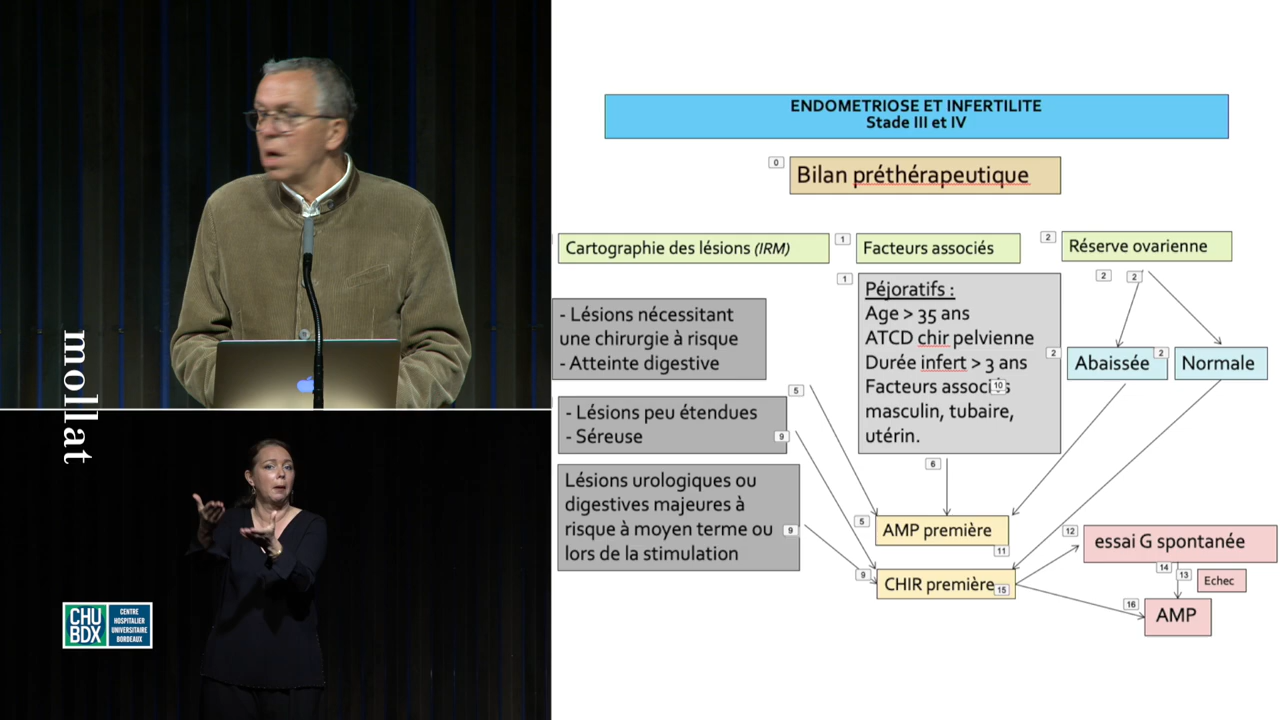 ENDOMETRIOSE ET INFERTILITE
Stade III et IV
0
Bilan préthérapeutique
Cartographie des lésions (IRM)
1
Facteurs associés
2
Réserve ovarienne
- Lésions nécessitant
une chirurgie à risque
- Atteinte digestive
1
Péjoratifs :
Age > 35 ans
ATCD chir pelvienne
Durée infert > 3 ans
Facteurs associés
10
masculin, tubaire,
utérin.
2
2
2
Abaissée
2
Normale
5
- Lésions peu étendues
- Séreuse
9
6
Lésions urologiques ou
digestives majeures à
risque à moyen terme ou
lors de la stimulation
9
5
AMP première
11
9
CHIR première
15
12
essai G spontanée
14
13
Echec
16
AMP
mollat
CHU
BDX
CENTRE
HOSPITALIER
UNIVERSITAIRE
BORDEAUX